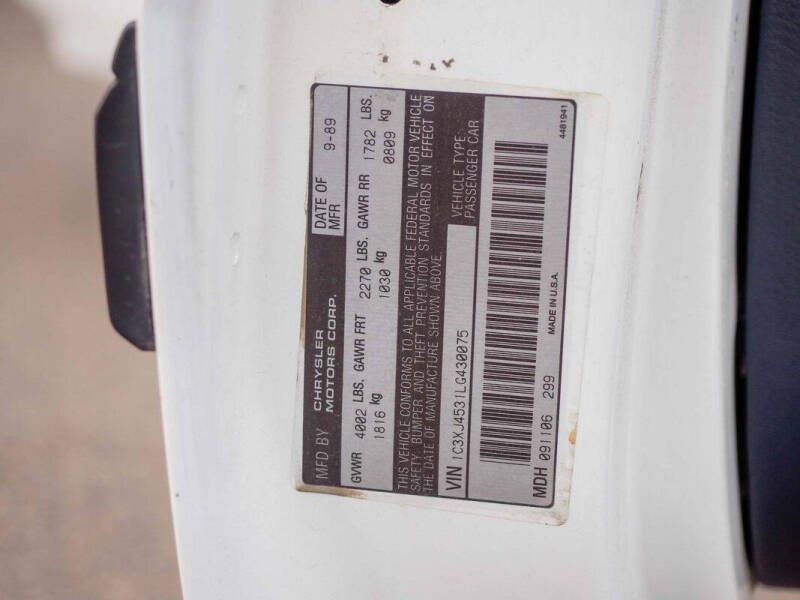 MFD BY CHRYSLER MOTORS CORP. DATE OF MFR 9-89
GVWR 4002 LBS. GAWR FRT 2270 LBS. GAWR RR 1782 LBS.
1816 kg 1030 kg 0809 kg
THIS VEHICLE CONFORMS TO ALL APPLICABLE FEDERAL MOTOR VEHICLE
SAFETY, BUMPER AND THEFT PREVENTION STANDARDS IN EFFECT ON
THE DATE OF MANUFACTURE SHOWN ABOVE.
VIN 1C3XJ4531LG430075 VEHICLE TYPE: PASSENGER CAR
MDH 091106 299 MADE IN U.S.A. 4481941